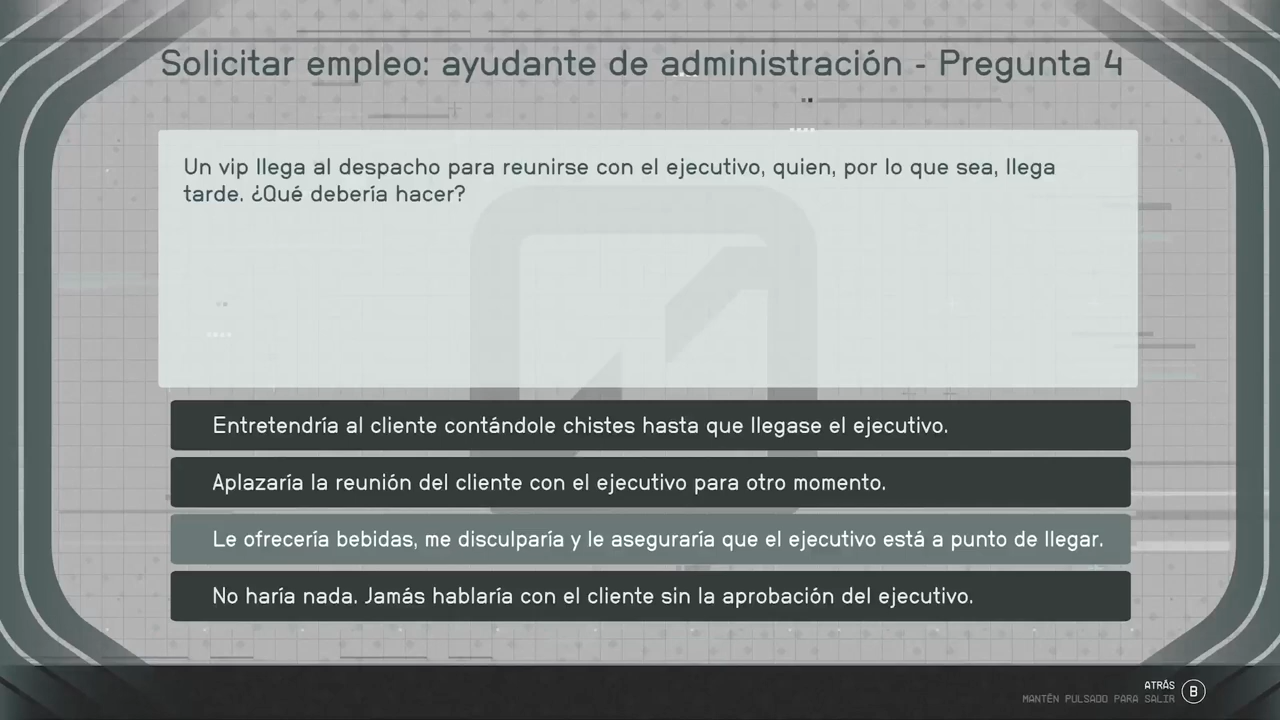 Solicitar empleo: ayudante de administración - Pregunta 4
Un vip llega al despacho para reunirse con el ejecutivo, quien, por lo que sea, llega
tarde. ¿Qué debería hacer?
Entretendría al cliente contándole chistes hasta que llegase el ejecutivo.
Aplazaría la reunión del cliente con el ejecutivo para otro momento.
Le ofrecería bebidas, me disculparía y le aseguraría que el ejecutivo está a punto de llegar.
No haría nada. Jamás hablaría con el cliente sin la aprobación del ejecutivo.
ATRÁS
MANTÉN PULSADO PARA SALIR
B